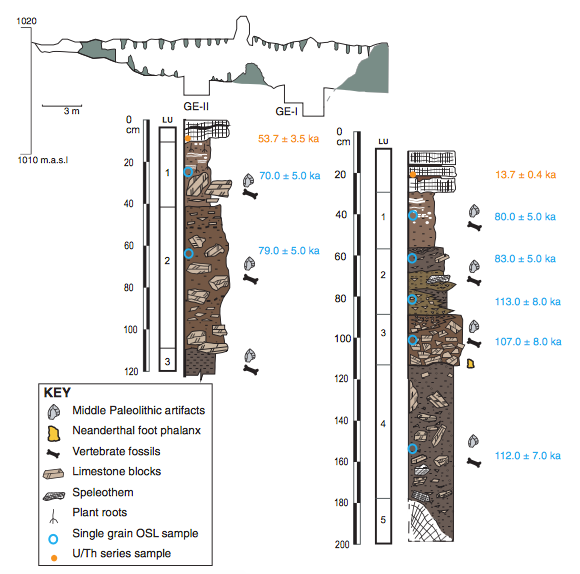 1020
3 m
1010 m.a.s.l
GE-II
GE-I
0
cm
20
40
60
80
100
120
LU
1
2
3
53.7 ± 3.5 ka
70.0 ± 5.0 ka
79.0 ± 5.0 ka
0
cm
20
40
60
80
100
120
140
160
180
200
LU
1
2
3
4
5
13.7 ± 0.4 ka
80.0 ± 5.0 ka
83.0 ± 5.0 ka
113.0 ± 8.0 ka
107.0 ± 8.0 ka
112.0 ± 7.0 ka
KEY
Middle Paleolithic artifacts
Neanderthal foot phalanx
Vertebrate fossils
Limestone blocks
Speleothem
Plant roots
Single grain OSL sample
U/Th series sample